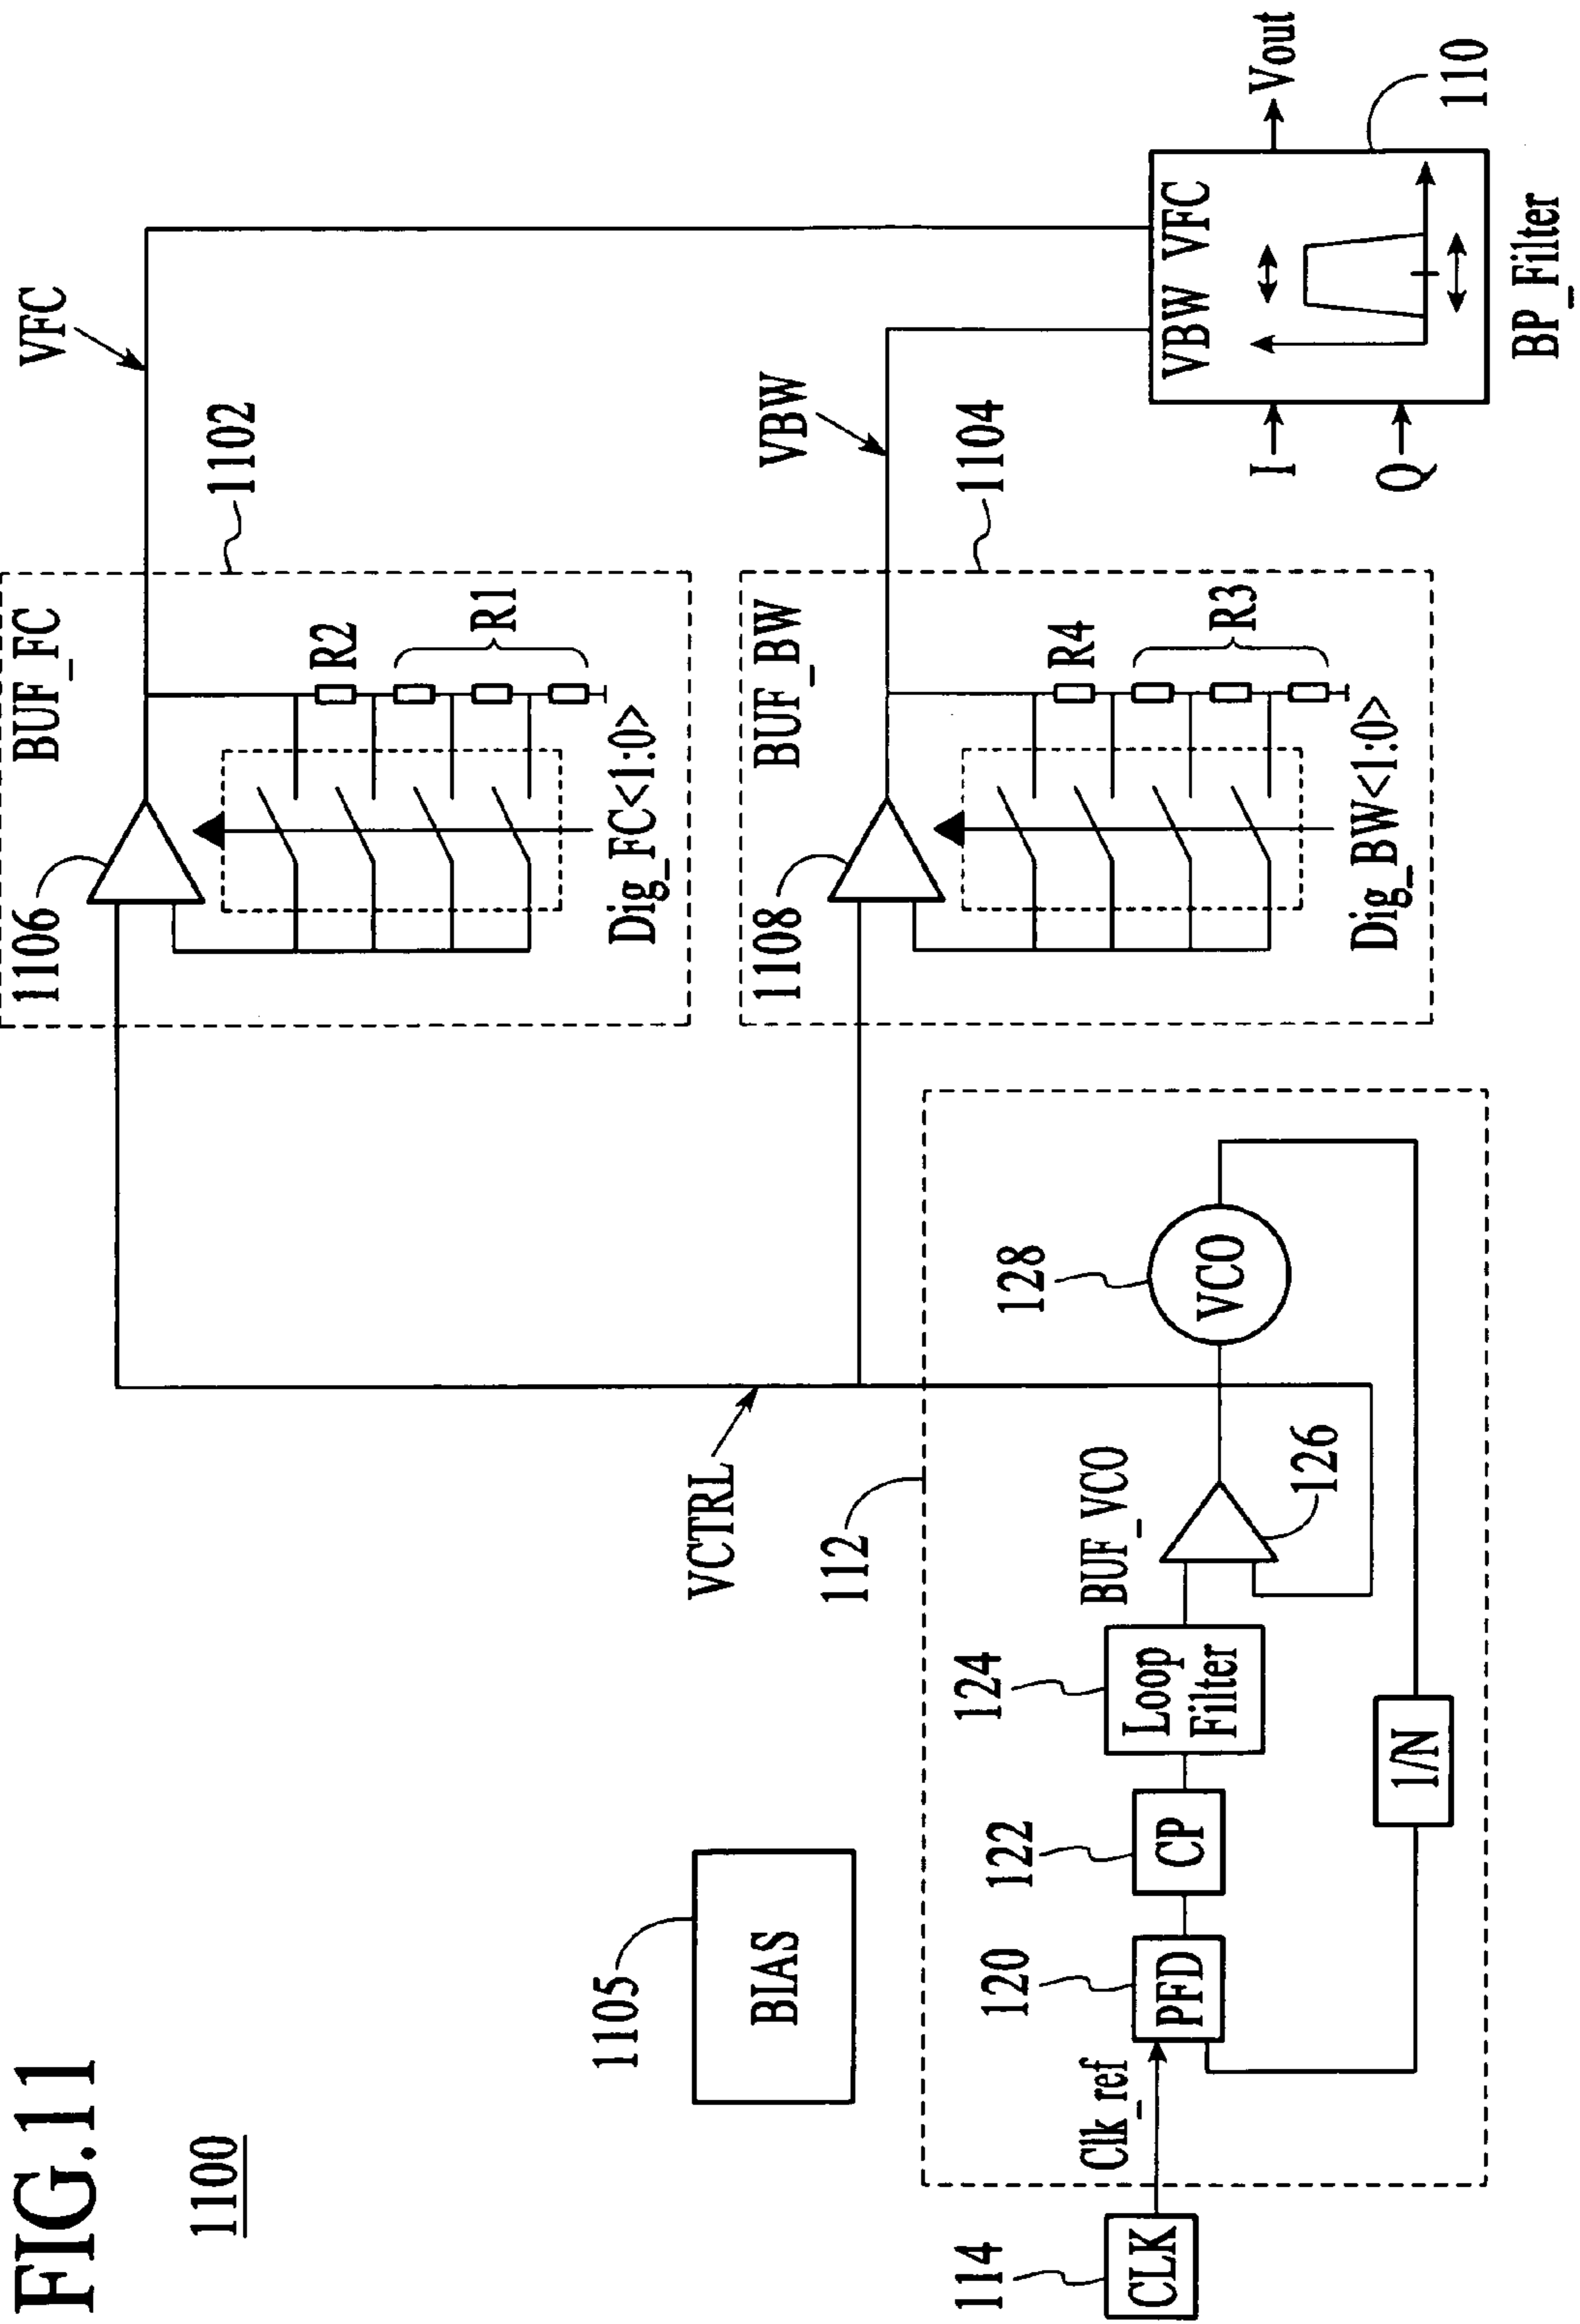 FIG.11
1100
BUF_FC
1106
R2
R1
Dig_FC<1:0>
1102
VFC
BUF_BW
1108
R4
R3
Dig_BW<1:0>
1104
VBW
VCTRL
1105
BIAS
112
114
CLK
Clk_ref
120
PFD
122
CP
124
Loop
Filter
BUF_VCO
126
128
VCO
1/N
I
Q
VBW VFC
Vout
110
BP_Filter